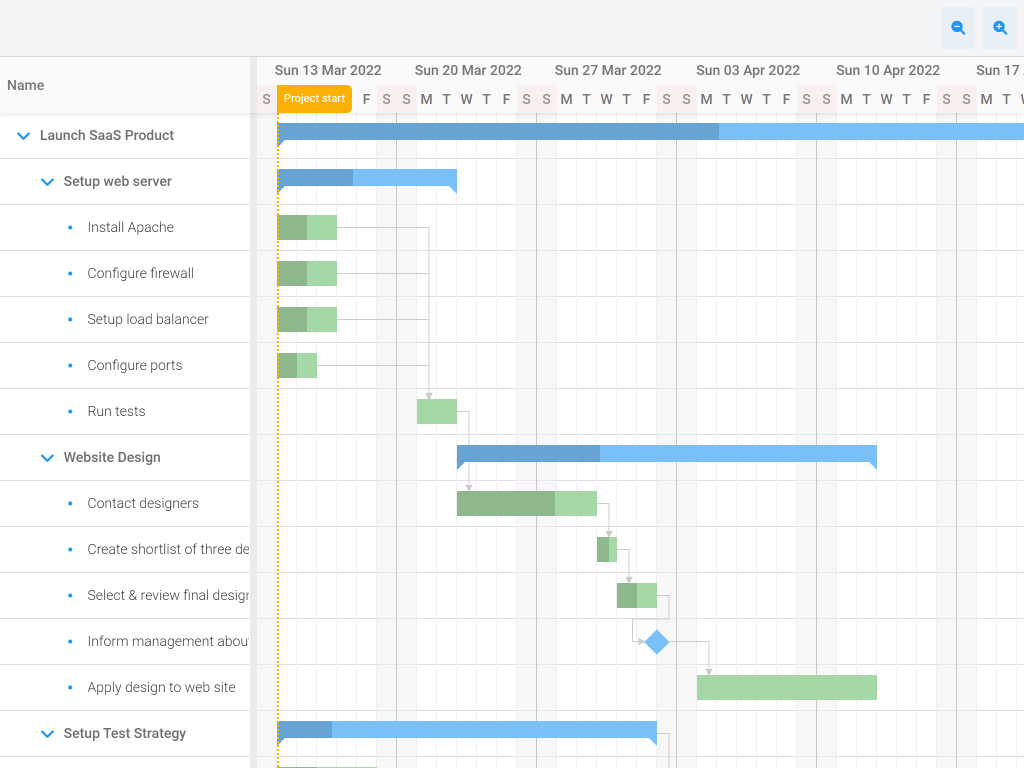 Name
Sun 13 Mar 2022 Sun 20 Mar 2022 Sun 27 Mar 2022 Sun 03 Apr 2022 Sun 10 Apr 2022 Sun 17
S Project start F S S M T W T F S S M T W T F S S M T W T F S S M T W T F S S M T W
Launch SaaS Product
Setup web server
Install Apache
Configure firewall
Setup load balancer
Configure ports
Run tests
Website Design
Contact designers
Create shortlist of three de
Select & review final design
Inform management about
Apply design to web site
Setup Test Strategy